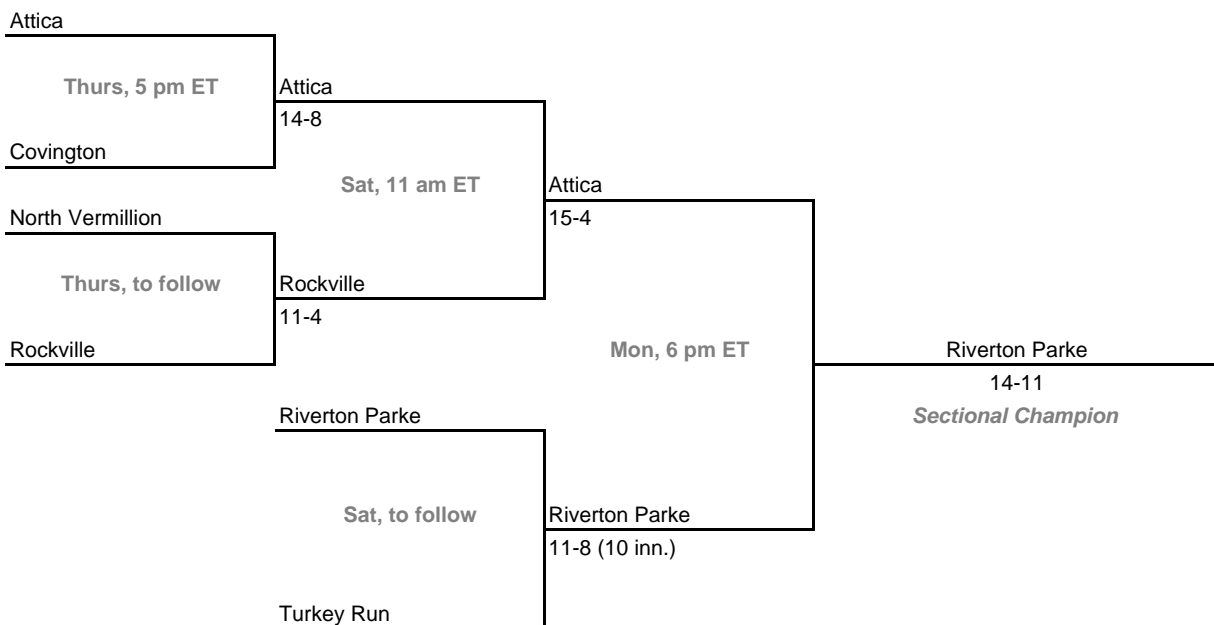 Attica
Thurs, 5 pm ET
Attica
14-8
Covington
Sat, 11 am ET
Attica
15-4
North Vermillion
Thurs, to follow
Rockville
11-4
Rockville
Mon, 6 pm ET
Riverton Parke
14-11
Sectional Champion
Riverton Parke
Sat, to follow
Riverton Parke
11-8 (10 inn.)
Turkey Run